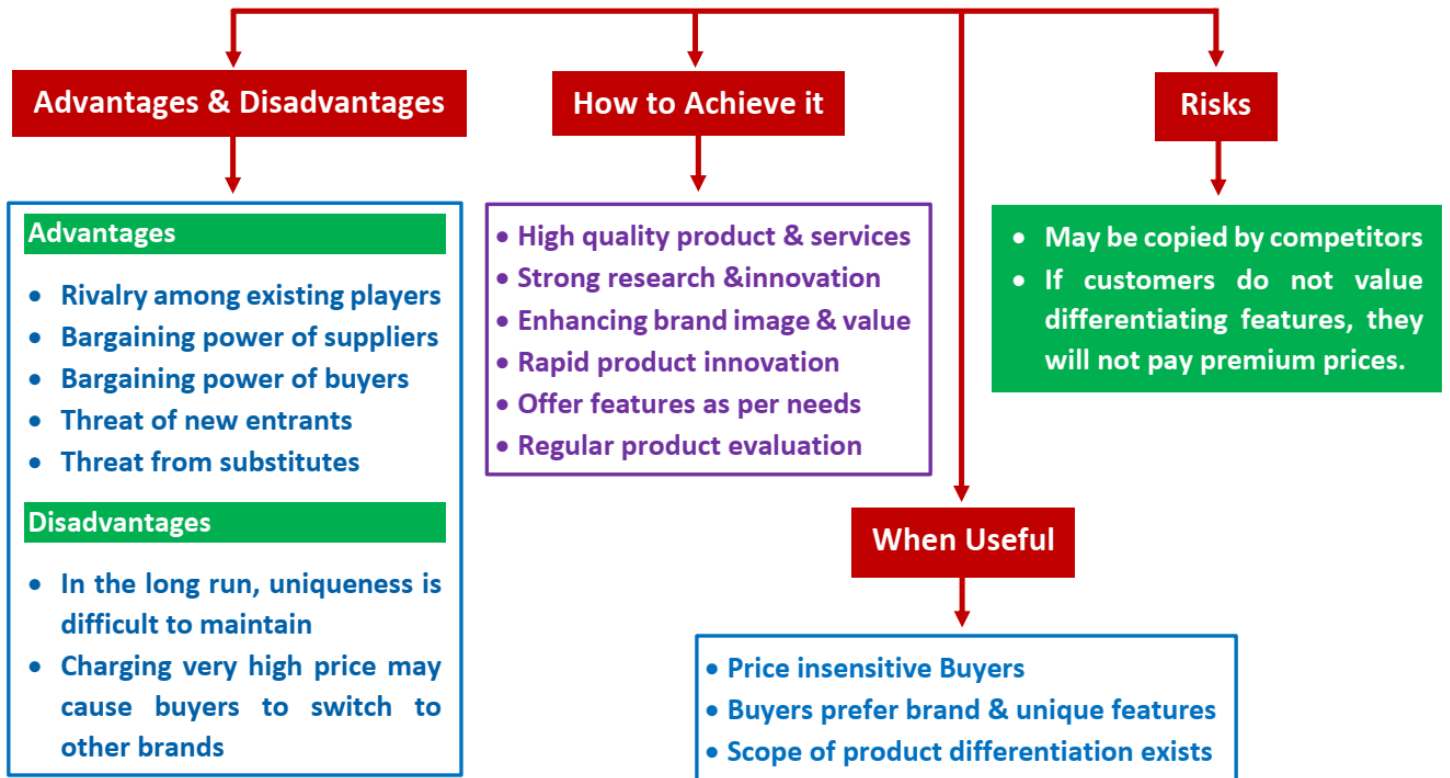 Advantages & Disadvantages
Advantages
• Rivalry among existing players
• Bargaining power of suppliers
• Bargaining power of buyers
• Threat of new entrants
• Threat from substitutes
Disadvantages
• In the long run, uniqueness is
difficult to maintain
• Charging very high price may
cause buyers to switch to
other brands
How to Achieve it
• High quality product & services
• Strong research &innovation
• Enhancing brand image & value
• Rapid product innovation
• Offer features as per needs
• Regular product evaluation
When Useful
• Price insensitive Buyers
• Buyers prefer brand & unique features
• Scope of product differentiation exists
Risks
• May be copied by competitors
• If customers do not value
differentiating features, they
will not pay premium prices.